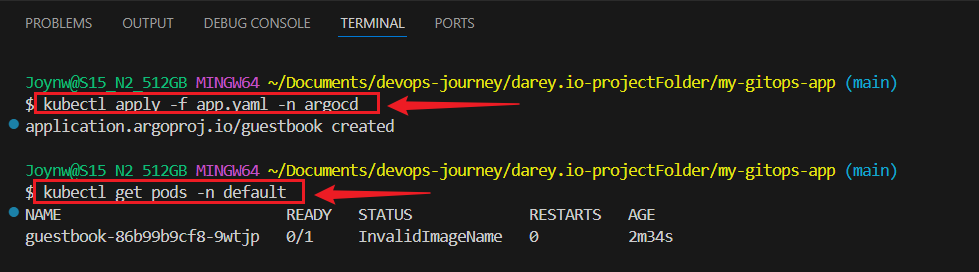 PROBLEMS OUTPUT DEBUG CONSOLE TERMINAL PORTS
Joynw@S15_N2_512GB MINGW64 ~/Documents/devops-journey/darey.io-projectFolder/my-gitops-app (main)
$ kubectl apply -f app.yaml -n argocd
application.argoproj.io/guestbook created
Joynw@S15_N2_512GB MINGW64 ~/Documents/devops-journey/darey.io-projectFolder/my-gitops-app (main)
$ kubectl get pods -n default
NAME READY STATUS RESTARTS AGE
guestbook-86b99b9cf8-9wtjp 0/1 InvalidImageName 0 2m34s